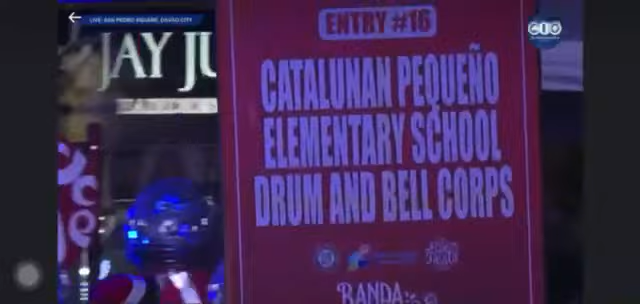 LIVE: SAN PEDRO SQUARE, DAVAO CITY
CIO
JAY JU
ENTRY #16
CATALUNAN PEQUEÑO
ELEMENTARY SCHOOL
DRUM AND BELL CORPS
BANDA